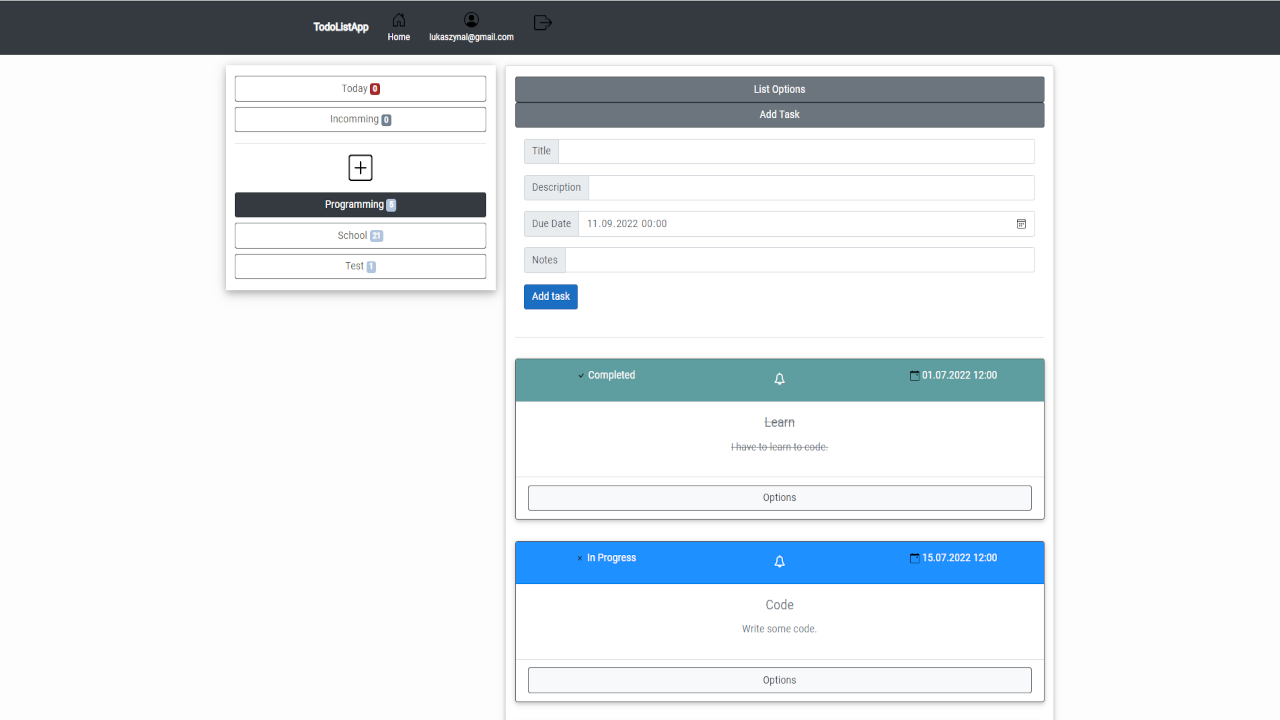 TodoListApp
Home
lukaszynal@gmail.com
Today 0
Incomming 0
Programming 5
School 21
Test 1
List Options
Add Task
Title
Description
Due Date 11.09.2022 00:00
Notes
Add task
Completed 01.07.2022 12:00
Learn
I have to learn to code.
Options
In Progress 15.07.2022 12:00
Code
Write some code.
Options